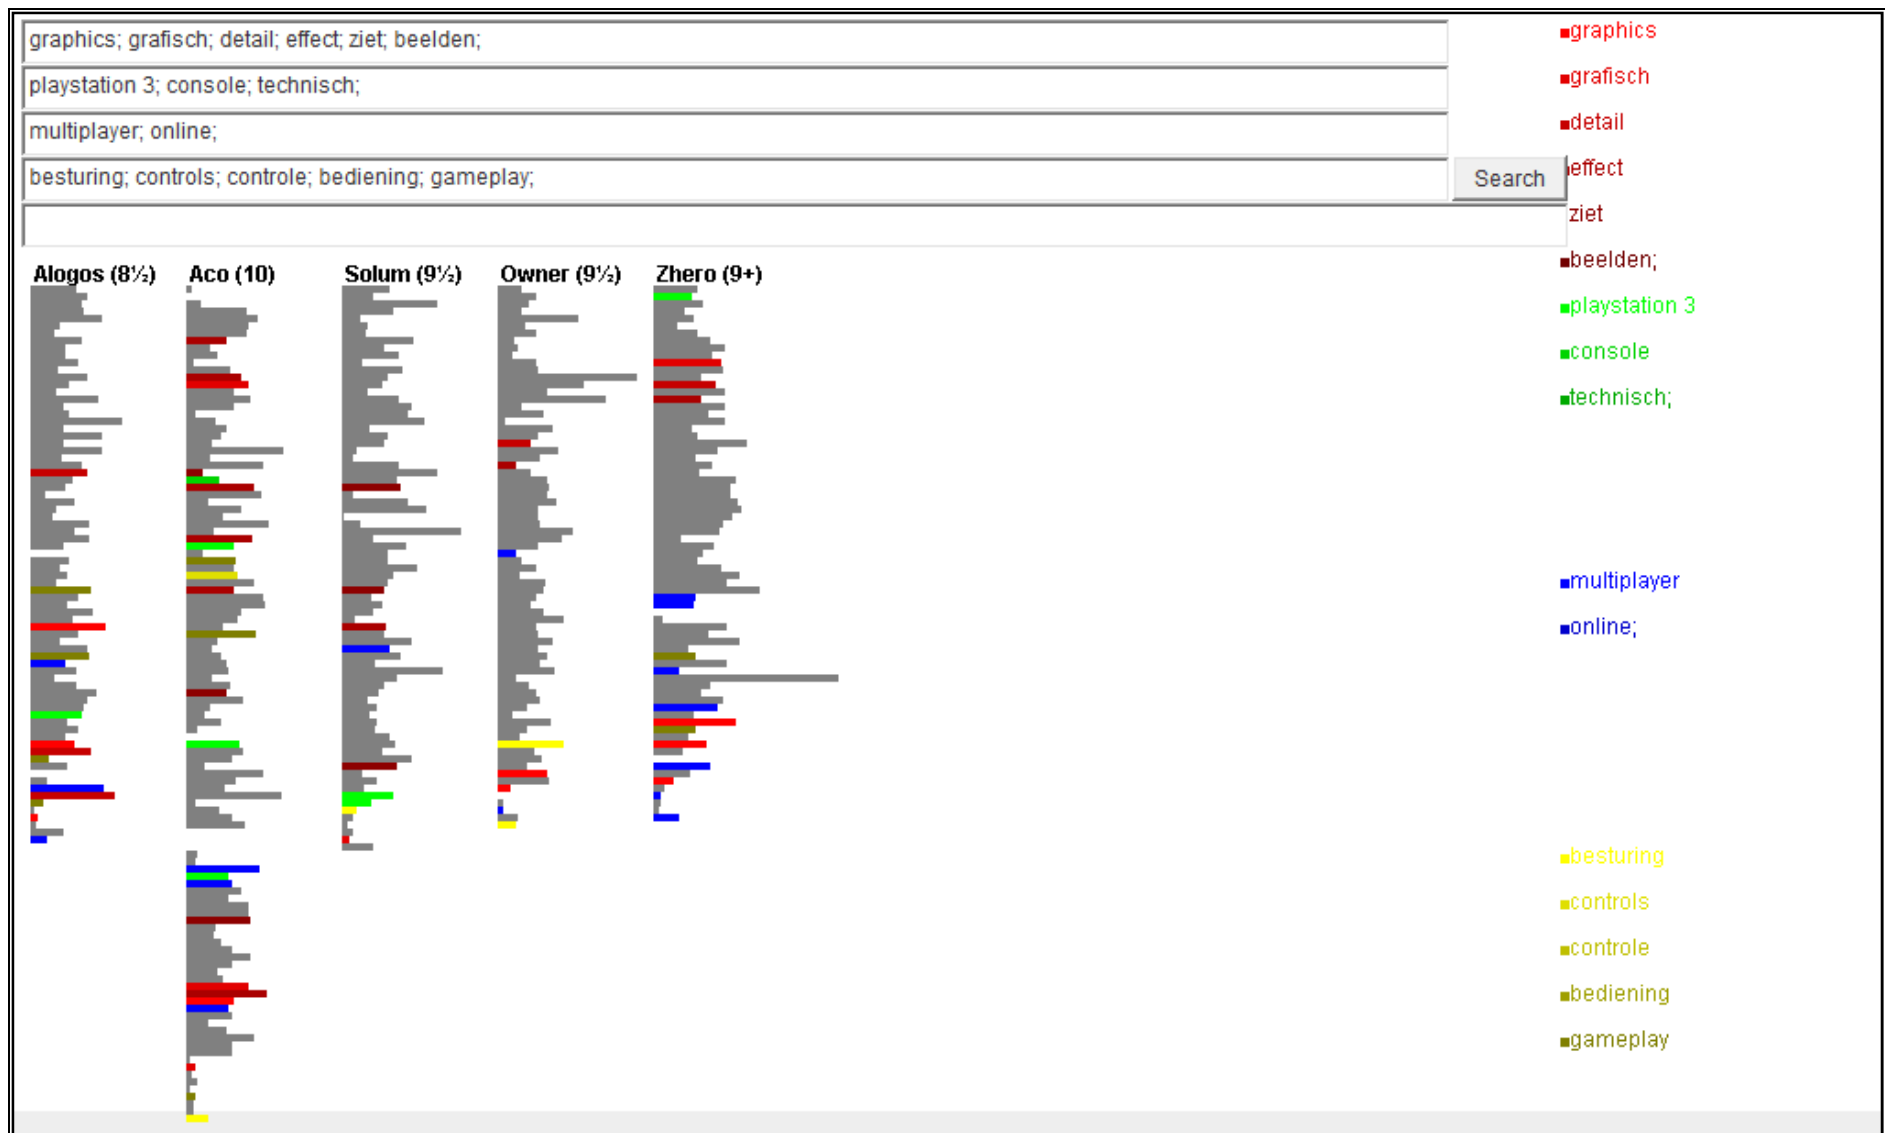 graphics; grafisch; detail; effect; ziet; beelden;
playstation 3; console; technisch;
multiplayer; online;
besturing; controls; controle; bediening; gameplay;
Search
Alogos (8½) Aco (10) Solum (9½) Owner (9½) Zhero (9+)
graphics
grafisch
detail
effect
ziet
beelden;
playstation 3
console
technisch;
multiplayer
online;
besturing
controls
controle
bediening
gameplay